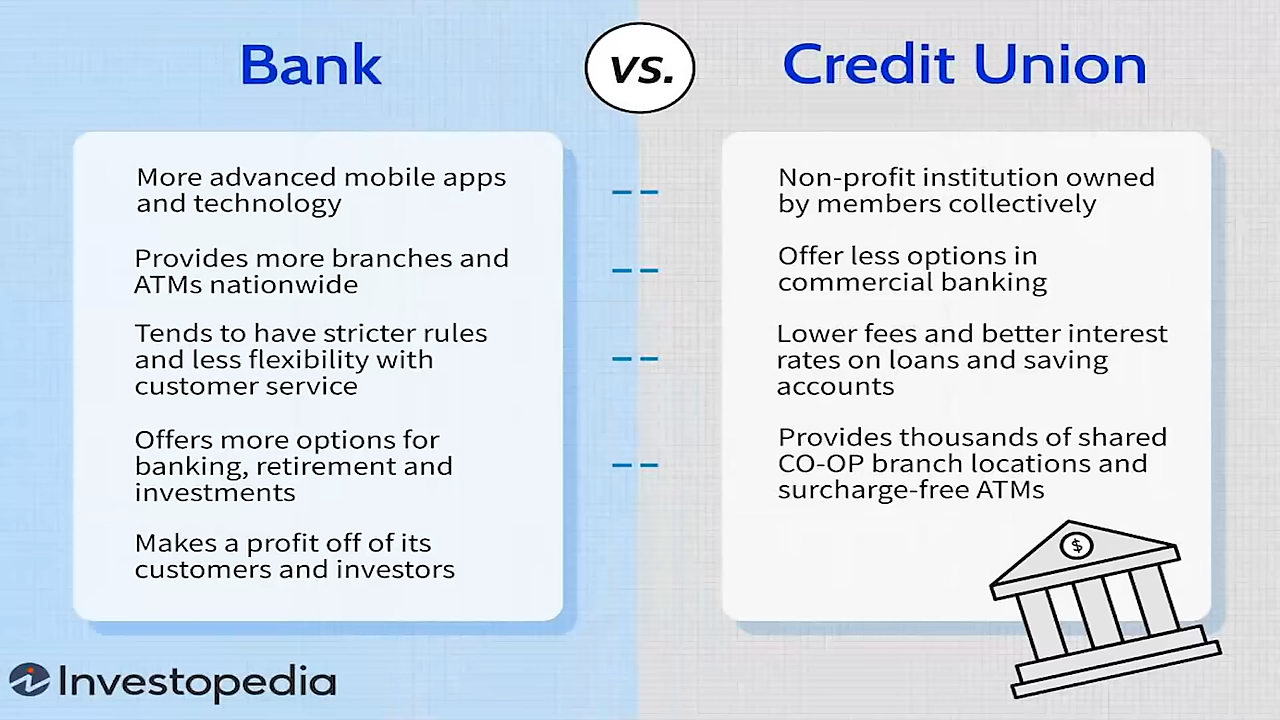 Bank
vs.
Credit Union
More advanced mobile apps
and technology
Provides more branches and
ATMs nationwide
Tends to have stricter rules
and less flexibility with
customer service
Offers more options for
banking, retirement and
investments
Makes a profit off of its
customers and investors
Non-profit institution owned
by members collectively
Offer less options in
commercial banking
Lower fees and better interest
rates on loans and saving
accounts
Provides thousands of shared
CO-OP branch locations and
surcharge-free ATMs
$
Investopedia